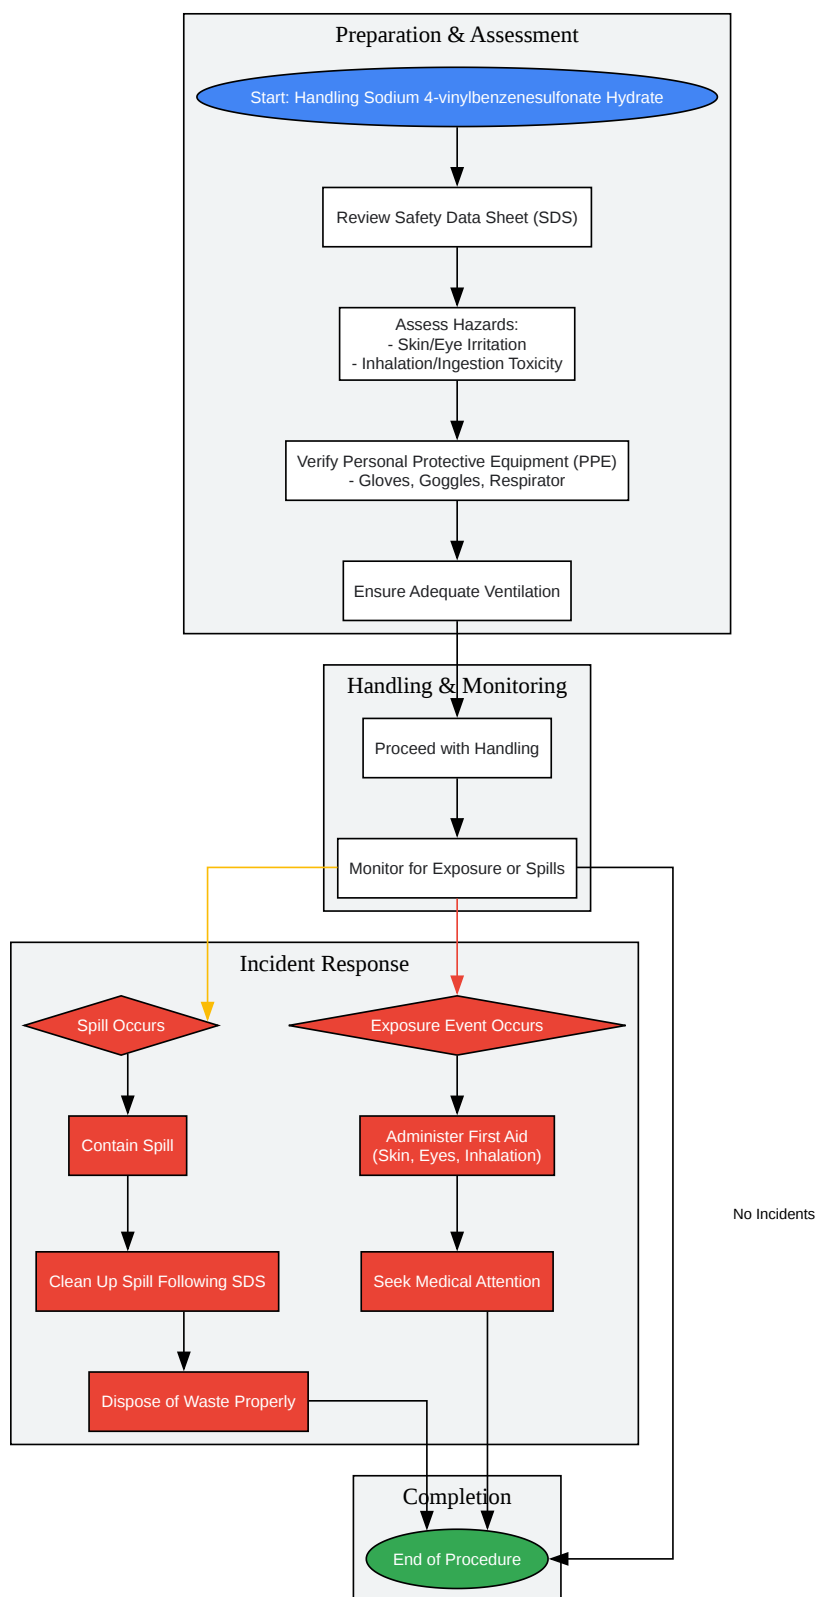 Preparation & Assessment
Start: Handling Sodium 4-vinylbenzenesulfonate Hydrate
Review Safety Data Sheet (SDS)
Assess Hazards:
- Skin/Eye Irritation
- Inhalation/Ingestion Toxicity
Verify Personal Protective Equipment (PPE)
- Gloves, Goggles, Respirator
Ensure Adequate Ventilation
Handling & Monitoring
Proceed with Handling
Monitor for Exposure or Spills
Incident Response
Spill Occurs
Exposure Event Occurs
Contain Spill
Administer First Aid
(Skin, Eyes, Inhalation)
No Incidents
Clean Up Spill Following SDS
Seek Medical Attention
Dispose of Waste Properly
Completion
End of Procedure